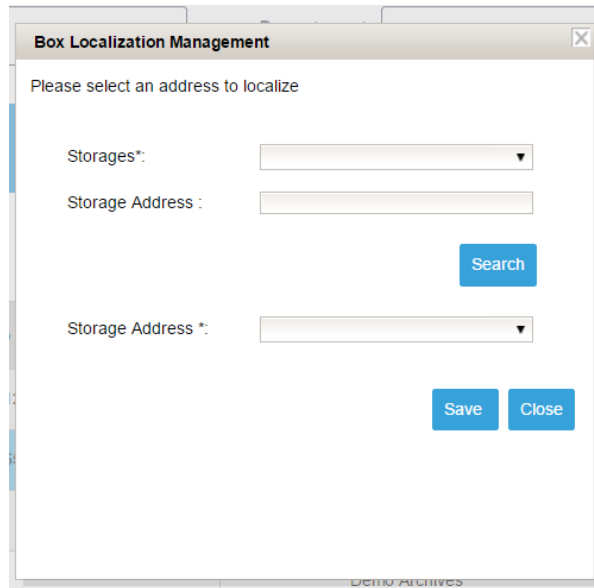 Box Localization Management
Please select an address to localize
Storages*:
Storage Address :
Search
Storage Address *:
Save Close
Demo Archives